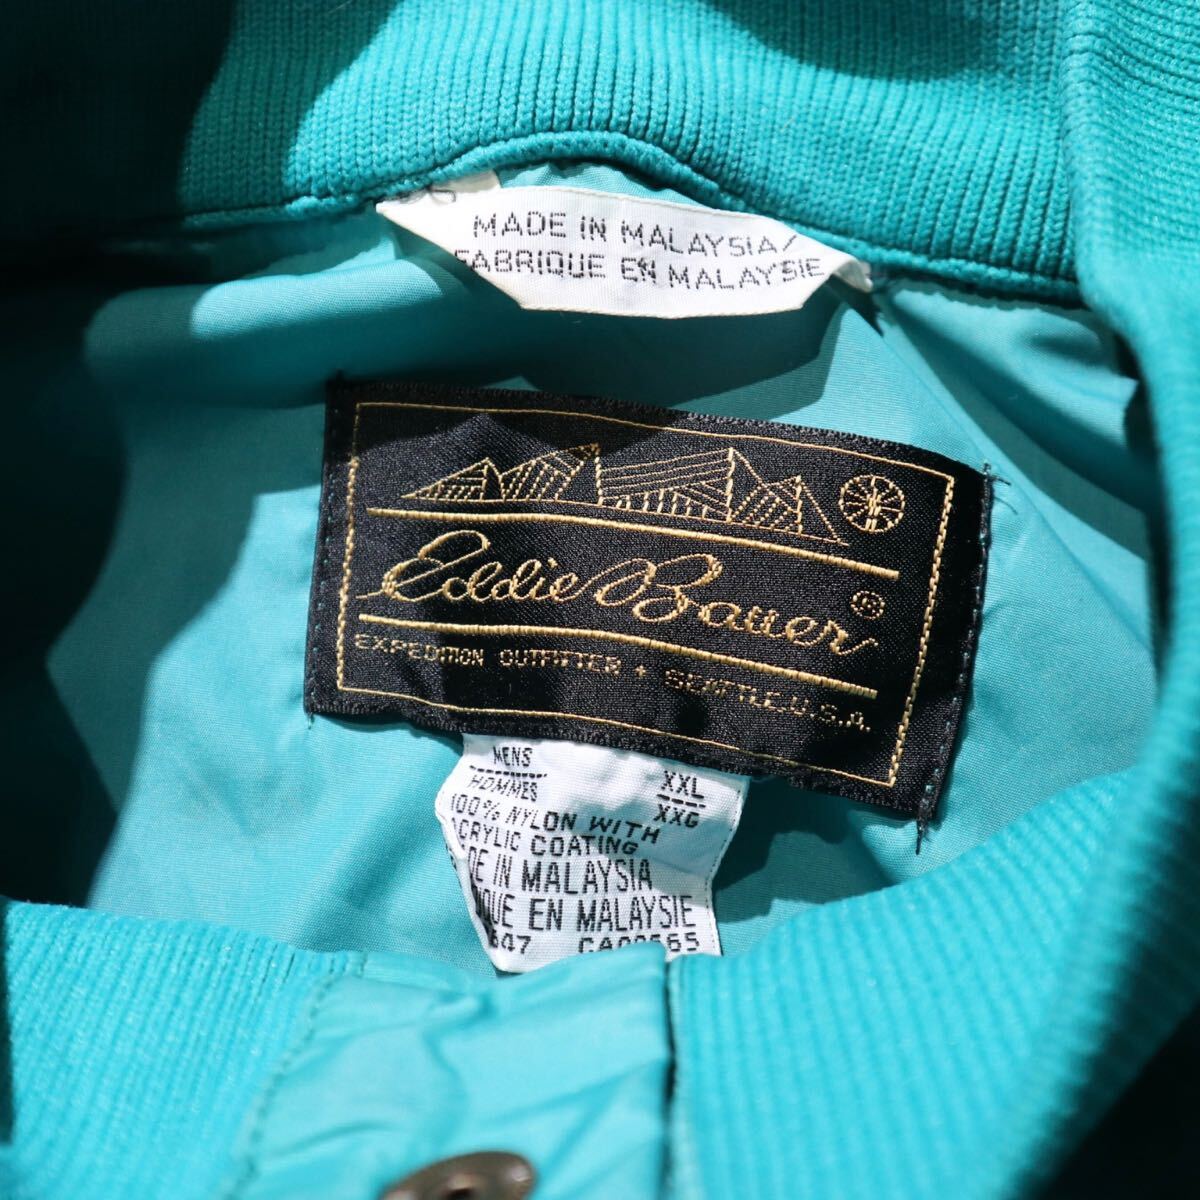 MADE IN MALAYSIA/
FABRIQUE EN MALAYSIE
Eddie Bauer®
EXPEDITION OUTFITTER + SEATTLE, U.S.A.
MENS
HOMMES
XXL
XXG
100% NYLON WITH
CRYLIC COATING
DE IN MALAYSIA
QUE EN MALAYSIE